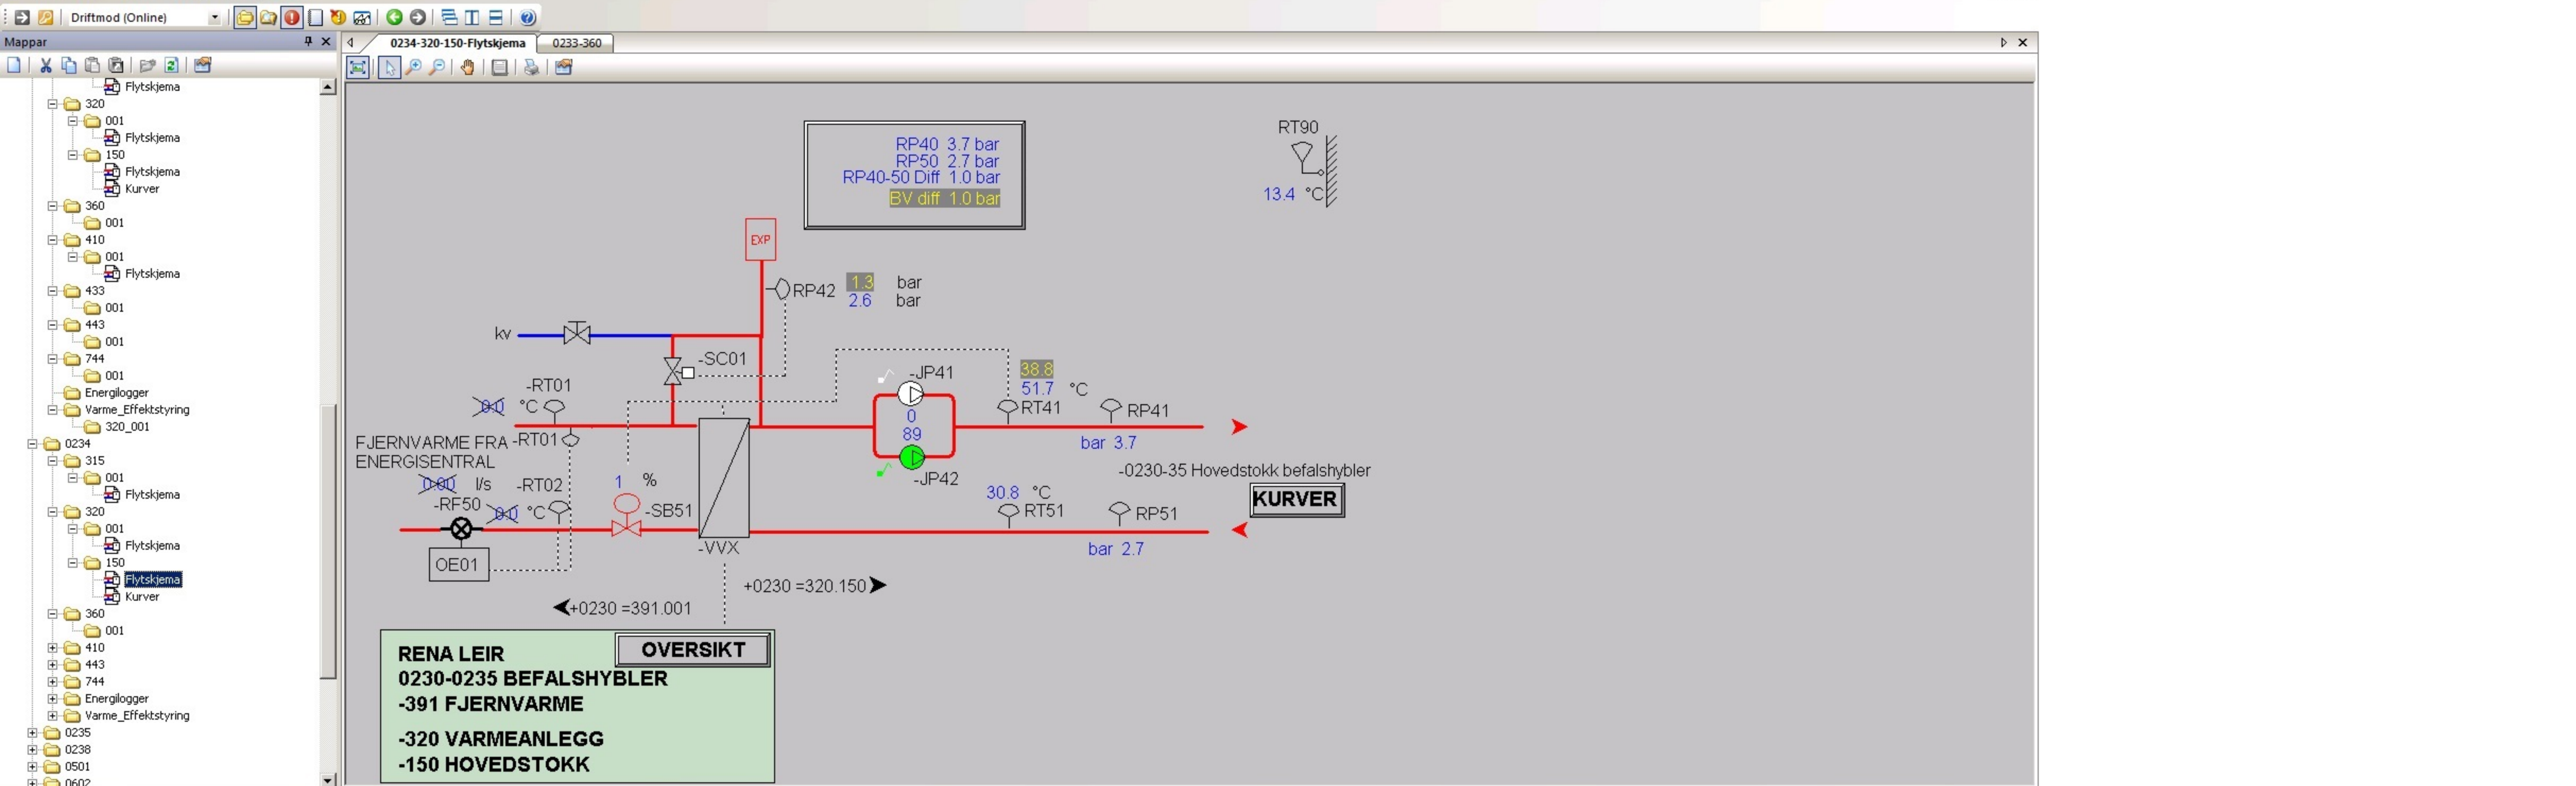 Driftmod (Online)
Mappar
0234-320-150-Flytskjema
0233-360
Flytskjema
320
001
Flytskjema
150
Flytskjema
Kurver
360
001
410
001
Flytskjema
433
001
443
001
744
001
Energilogger
Varme_Effektstyring
320_001
0234
315
001
Flytskjema
320
001
Flytskjema
150
Flytskjema
Kurver
360
001
410
443
744
Energilogger
Varme_Effektstyring
0235
0238
0501
0602
RP40 3.7 bar
RP50 2.7 bar
RP40-50 Diff 1.0 bar
BV diff 1.0 bar
RT90
13.4 °C
EXP
RP42 1.3 bar
2.6 bar
kv
-SC01
-RT01
0.0 °C
-RT01
FJERNVARME FRA
ENERGISENTRAL
0.00 l/s
-RF50
-RT02
0.0 °C
OE01
1 %
-SB51
-VVX
-JP41
0
89
-JP42
38.8
51.7 °C
RT41
RP41
bar 3.7
-0230-35 Hovedstokk befalshybler
KURVER
30.8 °C
RT51
RP51
bar 2.7
+0230 =320.150
+0230 =391.001
OVERSIKT
RENA LEIR
0230-0235 BEFALSHYBLER
-391 FJERNVARME
-320 VARMEANLEGG
-150 HOVEDSTOKK